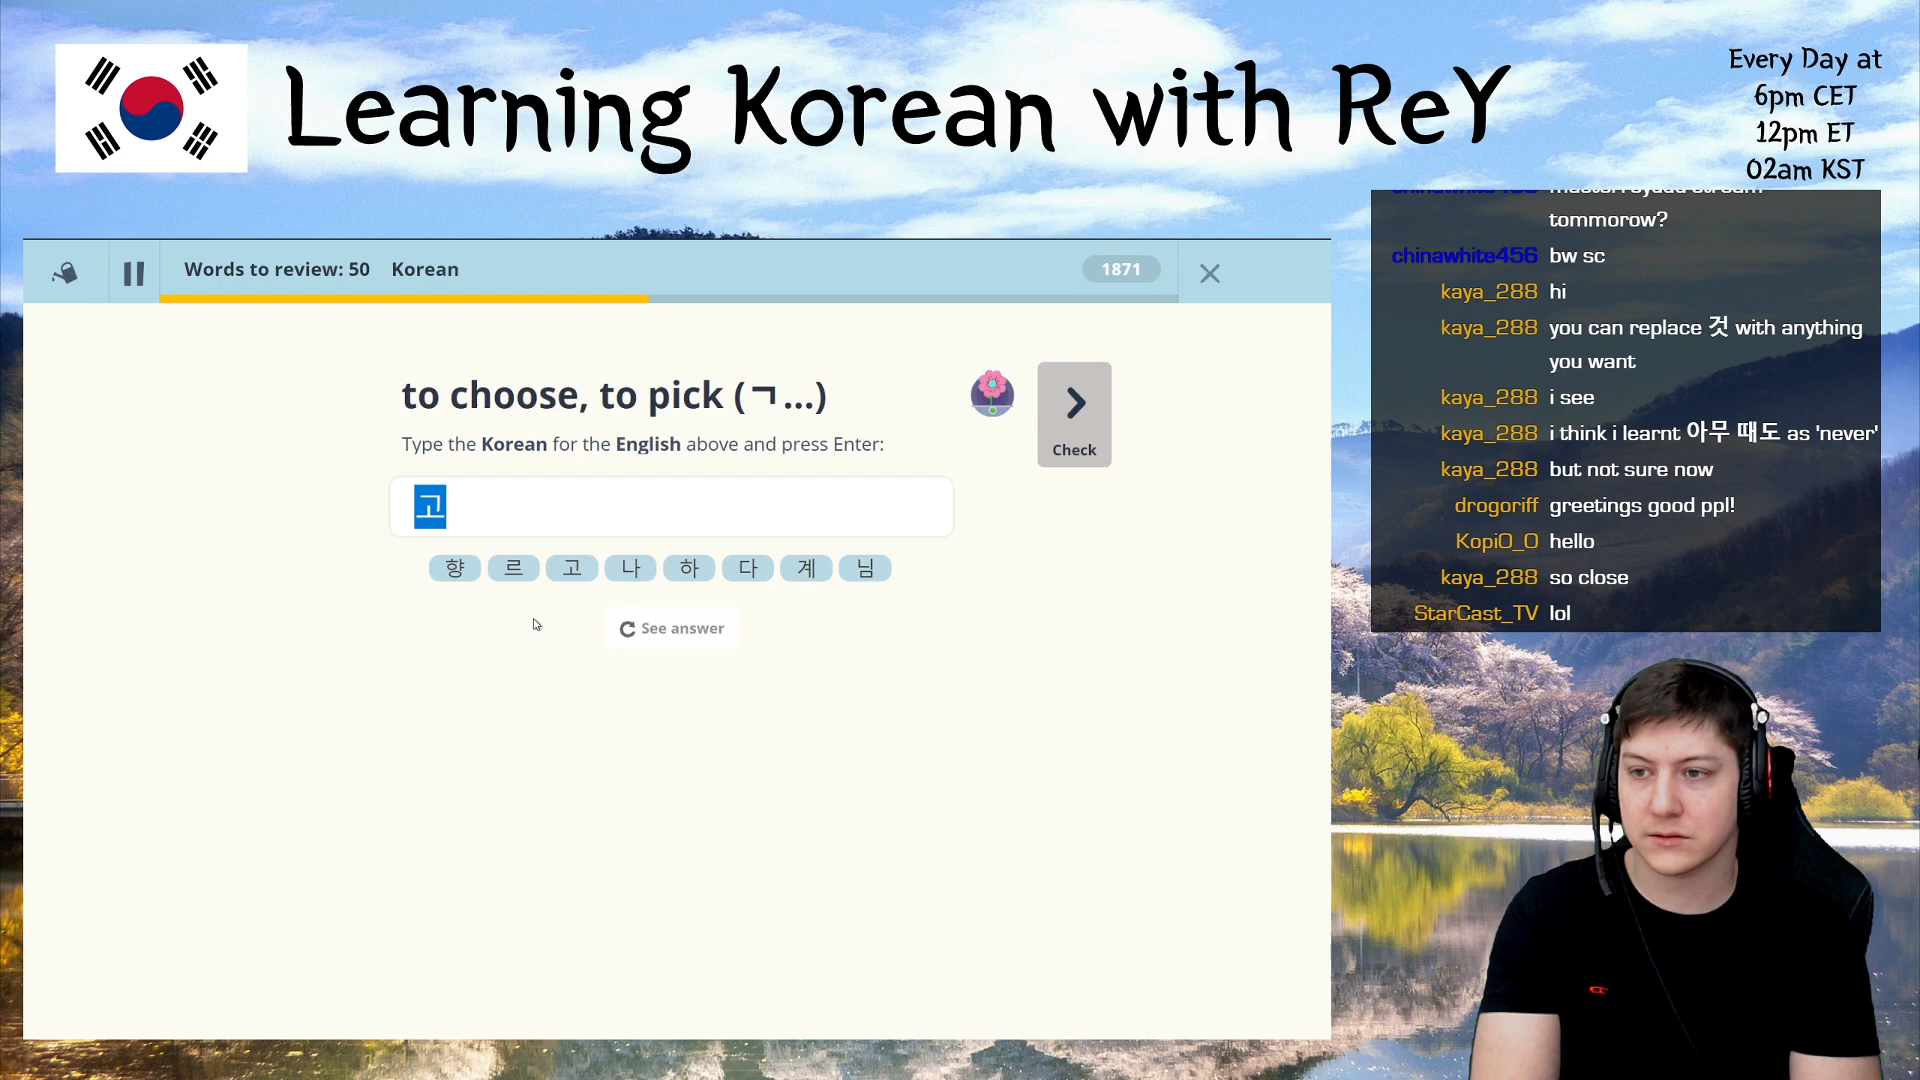 Learning Korean with ReY
Every Day at
6pm CET
12pm ET
02am KST
Words to review: 50 Korean
1871
to choose, to pick (ㄱ...)
Type the Korean for the English above and press Enter:
Check
고
향 르 고 나 하 다 계 님
See answer
tommorow?
chinawhite456 bw sc
kaya_288 hi
kaya_288 you can replace 것 with anything
you want
kaya_288 i see
kaya_288 i think i learnt 아무 때도 as 'never'
kaya_288 but not sure now
drogoriff greetings good ppl!
KopiO_O hello
kaya_288 so close
StarCast_TV lol